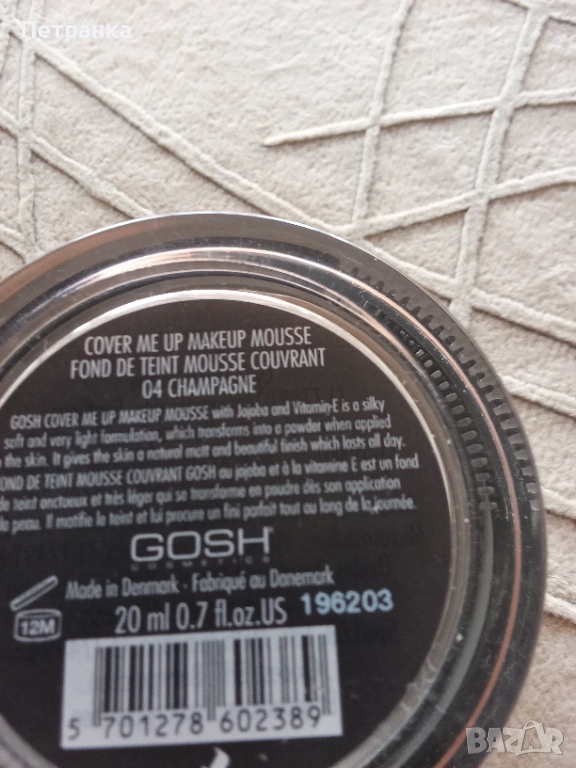 Петранка
COVER ME UP MAKEUP MOUSSE
FOND DE TEINT MOUSSE COUVRANT
04 CHAMPAGNE
GOSH COVER ME UP MAKEUP MOUSSE with Jojoba and Vitamin-E is a silky
soft and very light formulation, which transforms into a powder when applied
the skin. It gives the skin a natural matt and beautiful finish which lasts all day.
FOND DE TEINT MOUSSE COUVRANT GOSH au jojoba et à la vitamine E est un fond
de teint onctueux et très léger qui se transforme en poudre dès son application
le peau. Il matifie le teint et lui procure un fini parfait tout au long de la journée.
GOSH
COSMETICS
Made in Denmark - Fabriqué au Danemark
12M 20 ml 0.7 fl.oz.US 196203
5 701278 602389
BAZAR